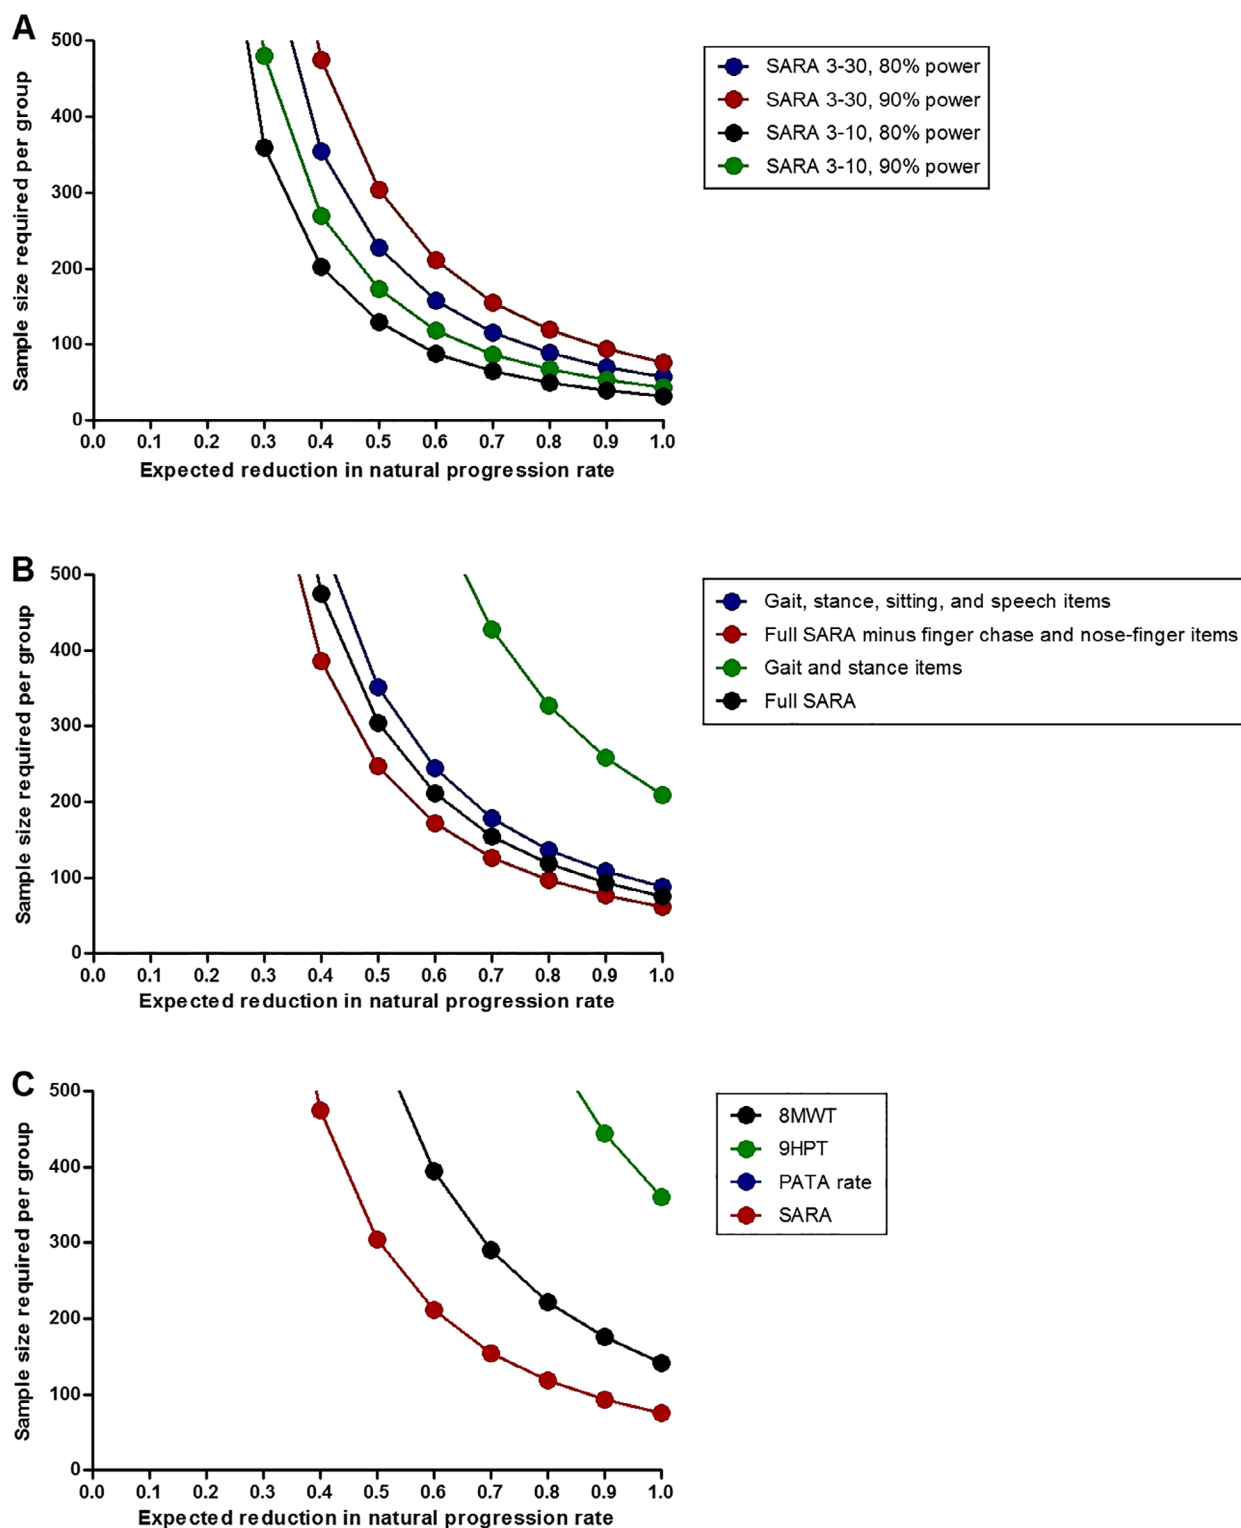 A
Sample size required per group
500
400
300
200
100
0
0.0 0.1 0.2 0.3 0.4 0.5 0.6 0.7 0.8 0.9 1.0
Expected reduction in natural progression rate
SARA 3-30, 80% power
SARA 3-30, 90% power
SARA 3-10, 80% power
SARA 3-10, 90% power
B
Sample size required per group
500
400
300
200
100
0
0.0 0.1 0.2 0.3 0.4 0.5 0.6 0.7 0.8 0.9 1.0
Expected reduction in natural progression rate
Gait, stance, sitting, and speech items
Full SARA minus finger chase and nose-finger items
Gait and stance items
Full SARA
C
Sample size required per group
500
400
300
200
100
0
0.0 0.1 0.2 0.3 0.4 0.5 0.6 0.7 0.8 0.9 1.0
Expected reduction in natural progression rate
8MWT
9HPT
PATA rate
SARA